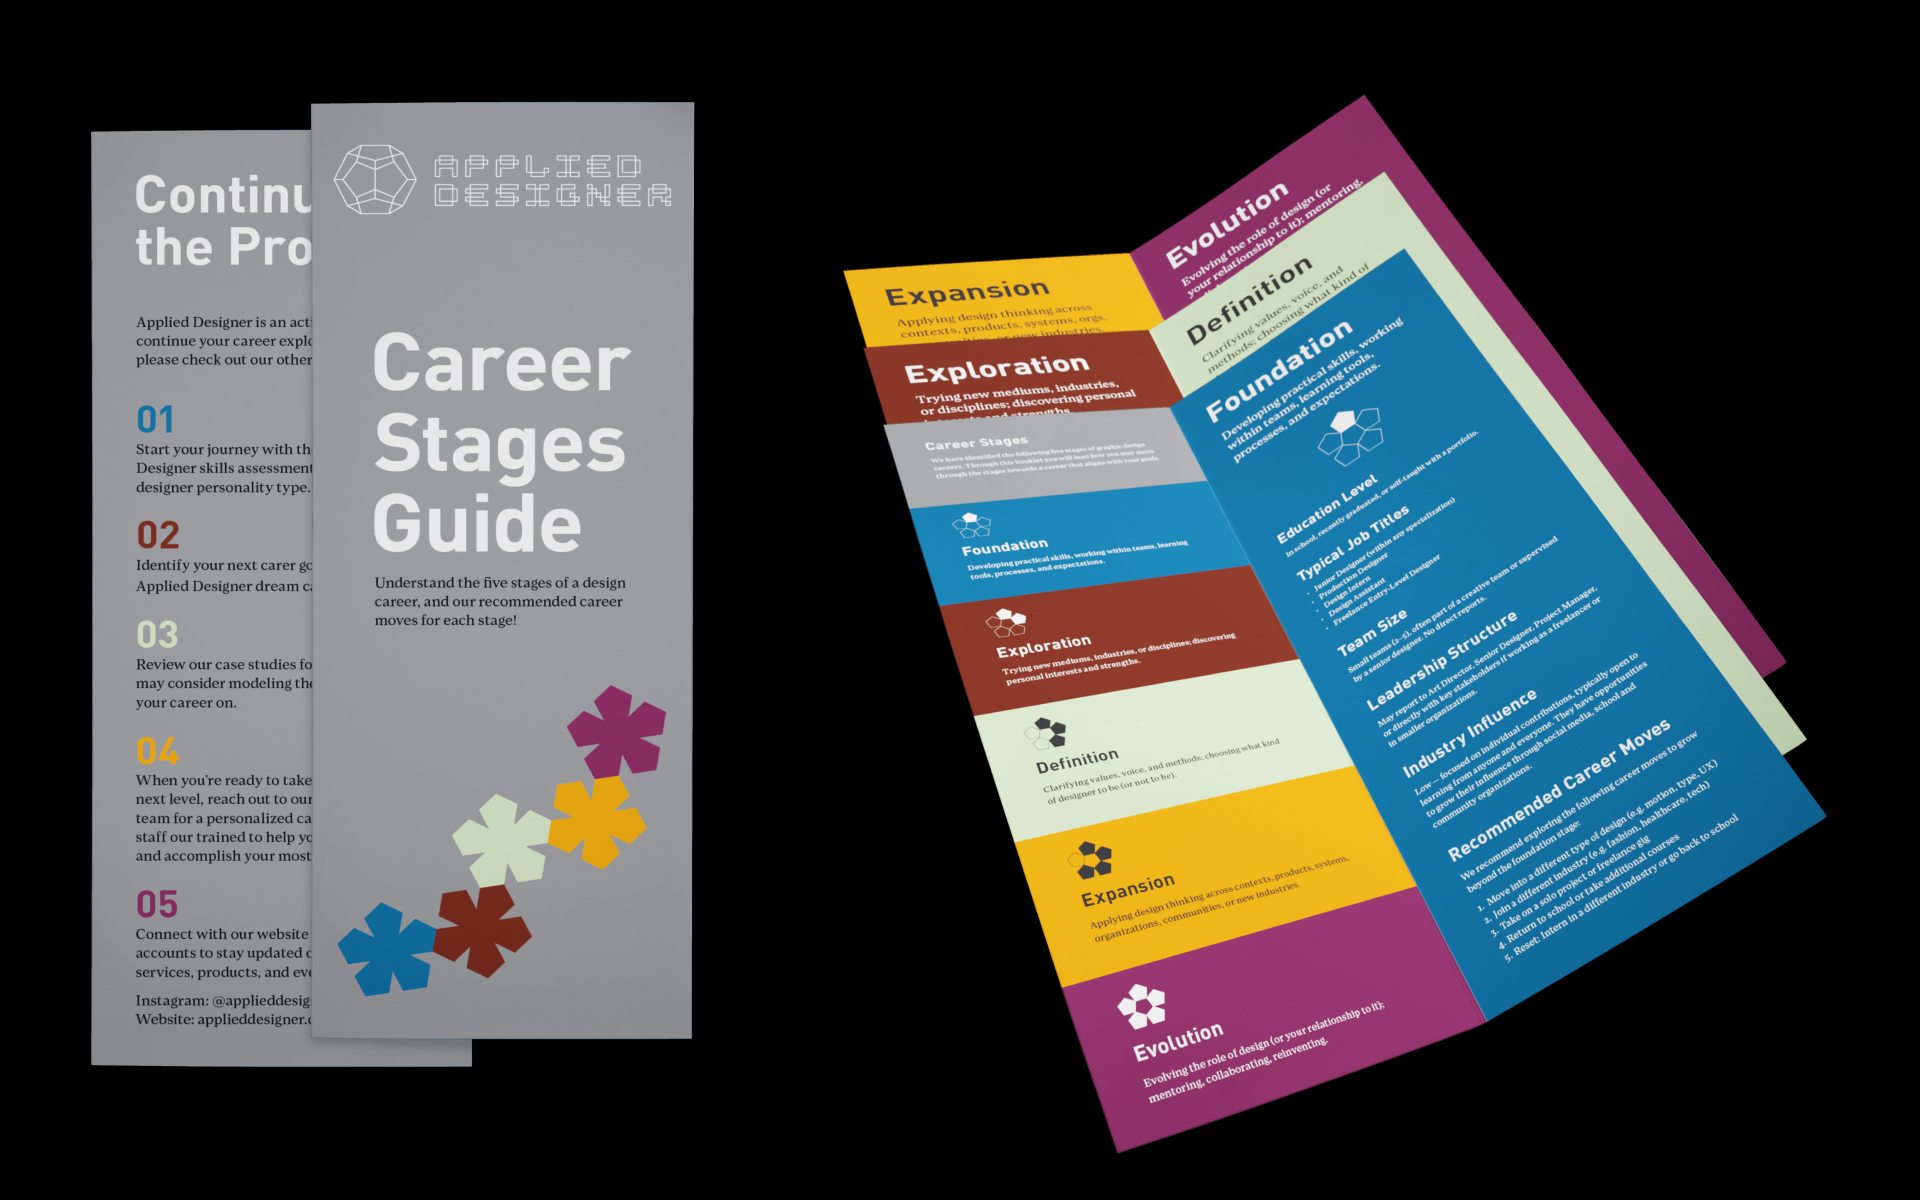 Continu
the Pro
Applied Designer is an acti
continue your career explo
please check out our other
01
Start your journey with th
Designer skills assessment
designer personality type.
02
Identify your next carer go
Applied Designer dream ca
03
Review our case studies fo
may consider modeling the
your career on.
04
When you're ready to take
next level, reach out to our
team for a personalized ca
staff our trained to help yo
and accomplish your most
05
Connect with our website
accounts to stay updated o
services, products, and eve
Instagram: @applieddesig
Website: applieddesigner.c
APPLIED
DESIGNER
Career
Stages
Guide
Understand the five stages of a design
career, and our recommended career
moves for each stage!
Expansion
Applying design thinking across
contexts, products, systems, orgs,
communities, or new industries.
Evolution
Evolving the role of design (or
your relationship to it); mentoring,
Exploration
Trying new mediums, industries,
or disciplines; discovering personal
interests and strengths.
Definition
Clarifying values, voice, and
methods; choosing what kind of
Career Stages
We have identified the following five stages of graphic design
careers. Through this booklet you will lean how you may move
through the stages towards a career that aligns with your goals.
Foundation
Developing practical skills, working within teams, learning
tools, processes, and expectations.
Exploration
Trying new mediums, industries, or disciplines; discovering
personal interests and strengths.
Definition
Clarifying values, voice, and methods; choosing what kind
of designer to be (or not to be).
Expansion
Applying design thinking across contexts, products, systems,
organizations, communities, or new industries.
Evolution
Evolving the role of design (or your relationship to it);
mentoring, collaborating, reinventing.
Foundation
Developing practical skills, working
within teams, learning tools,
processes, and expectations.
Education Level
In school, recently graduated, or self-taught with a portfolio.
Typical Job Titles
• Junior Designer (within any specialization)
• Production Designer
• Design Intern
• Design Assistant
• Freelance Entry-Level Designer
Team Size
Small teams (2–5), often part of a creative team or supervised
by a senior designer. No direct reports.
Leadership Structure
May report to Art Director, Senior Designer, Project Manager,
or directly with key stakeholders if working as a freelancer or
in smaller organizations.
Industry Influence
Low — focused on individual contributions, typically open to
learning from anyone and everyone. They have opportunities
to grow their influence through social media, school and
community organizations.
Recommended Career Moves
We recommend exploring the following career moves to grow
beyond the foundation stage:
1. Move into a different type of design (e.g. motion, type, UX)
2. Join a different industry (e.g. fashion, healthcare, tech)
3. Take on a solo project or freelance gig
4. Return to school or take additional courses
5. Reset: Intern in a different industry or go back to school